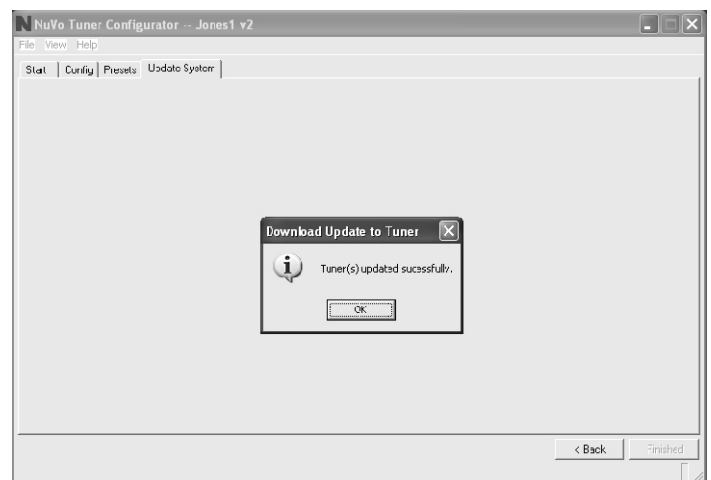 NuVo Tuner Configurator -- Jones1 v2
File View Help
Start Config Presets Update System
Download Update to Tuner
Tuner(s) updated sucessfully.
OK
< Back Finished